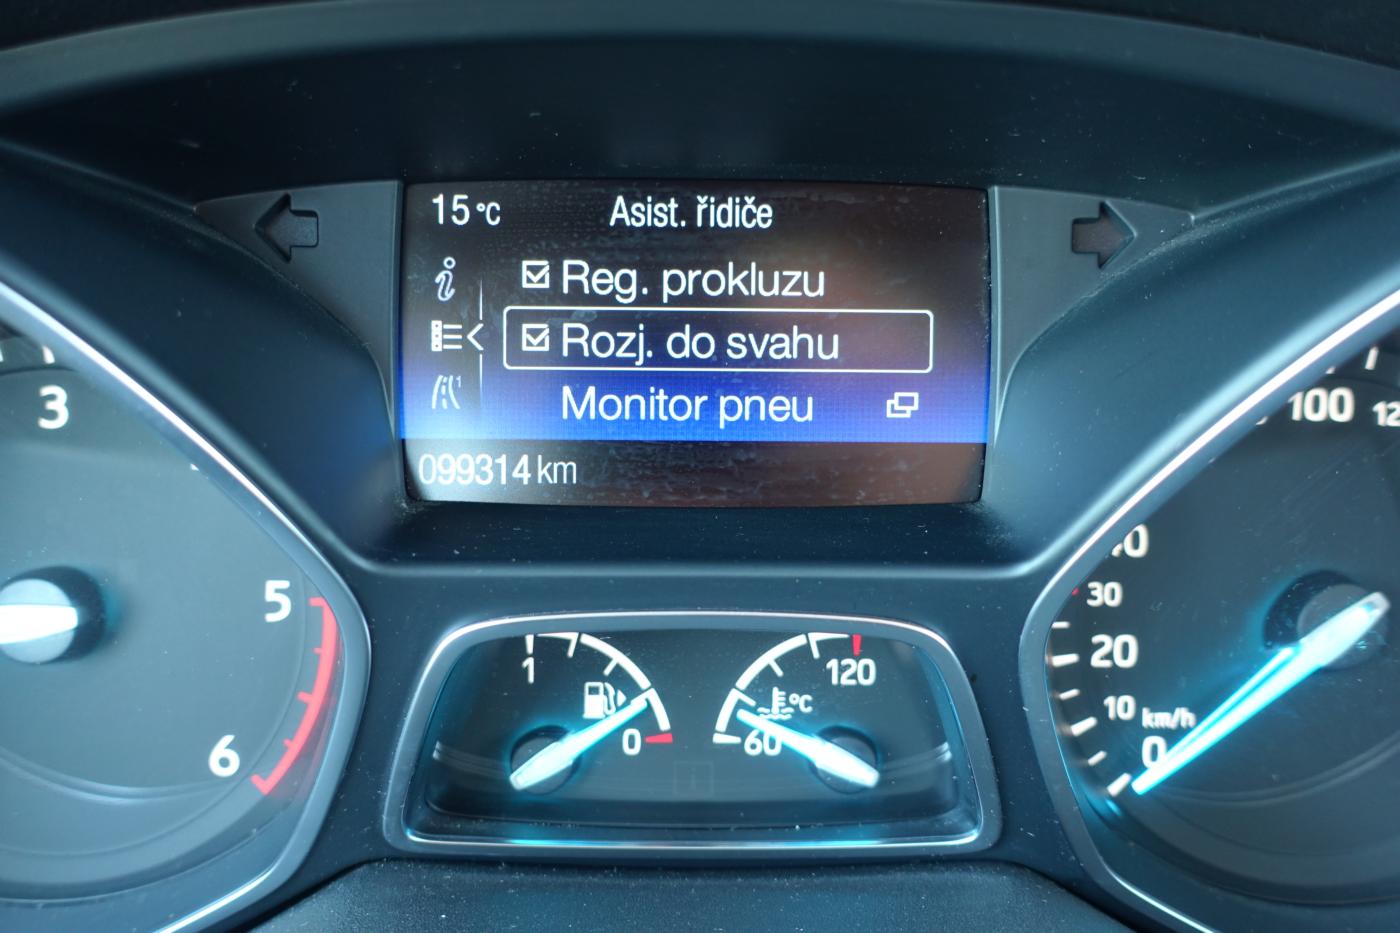 15 °C Asist. řidiče
Reg. prokluzu
Rozj. do svahu
Monitor pneu
099314 km
3
5
6
1
0
120
60
°C
100
30
20
10
km/h
0